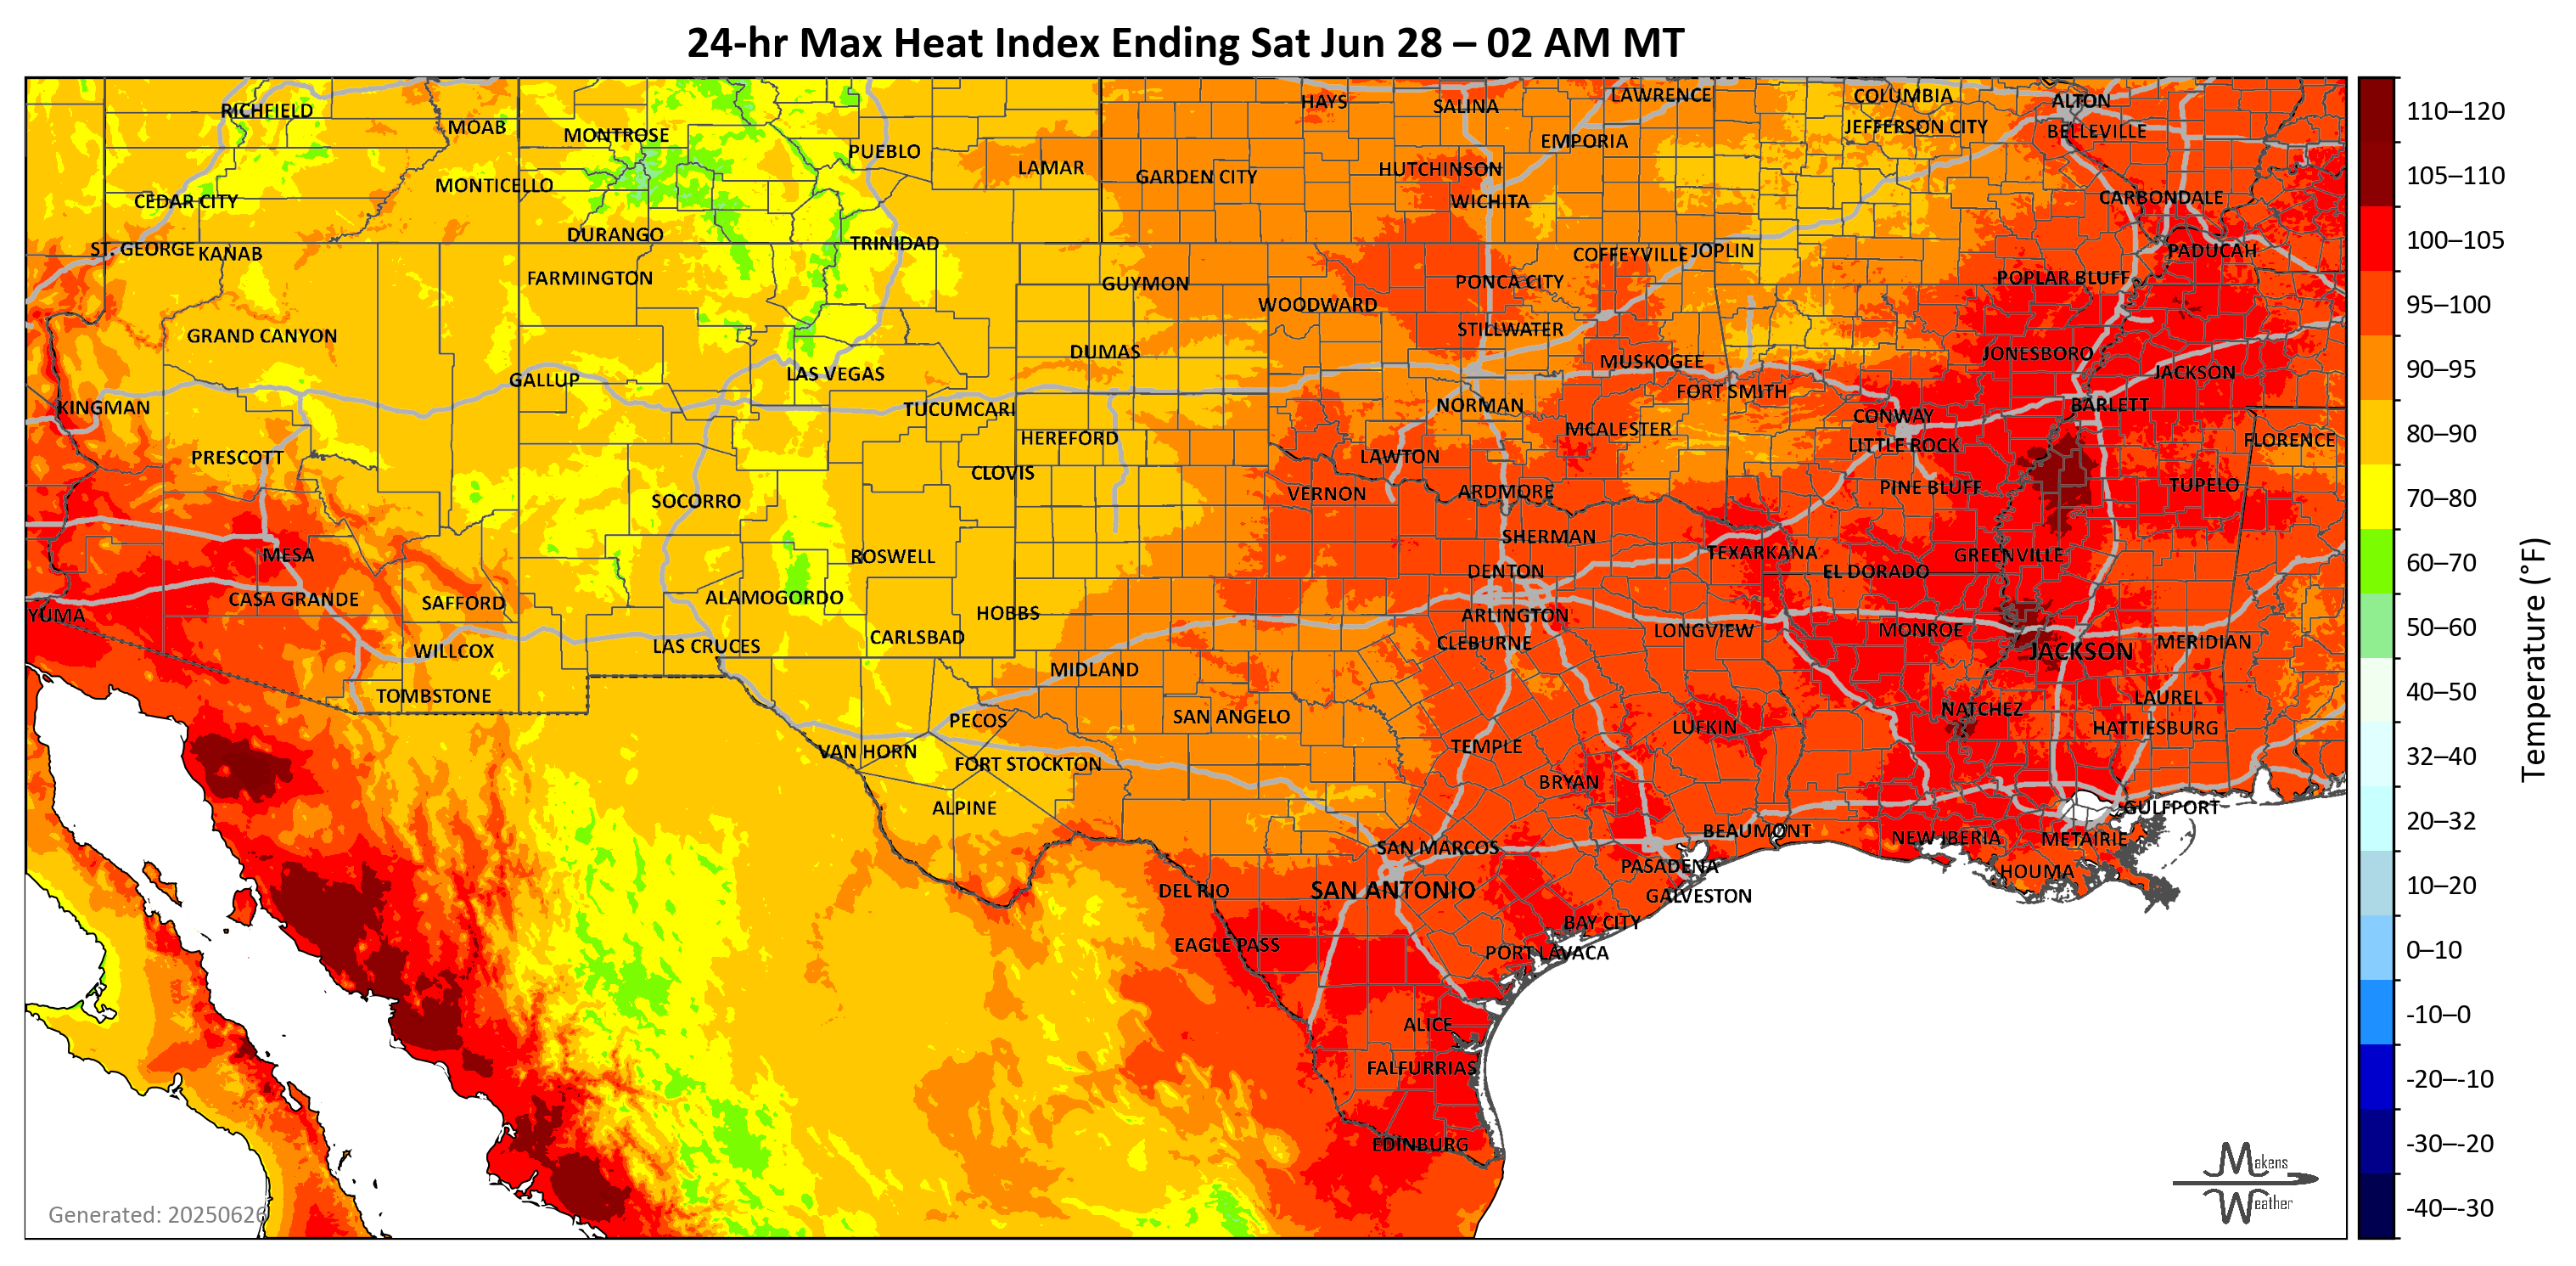 24-hr Max Heat Index Ending Sat Jun 28 – 02 AM MT
RICHFIELD
MOAB
MONTROSE
PUEBLO
LAMAR
HAYS
SALINA
LAWRENCE
COLUMBIA
ALTON
JEFFERSON CITY
BELLEVILLE
EMPORIA
GARDEN CITY
HUTCHINSON
WICHITA
CARBONDALE
MONTICELLO
CEDAR CITY
DURANGO
TRINIDAD
ST. GEORGE
KANAB
COFFEYVILLE
JOPLIN
PADUCAH
FARMINGTON
GUYMON
WOODWARD
PONCA CITY
POPLAR BLUFF
GRAND CANYON
STILLWATER
DUMAS
MUSKOGEE
JONESBORO
JACKSON
GALLUP
LAS VEGAS
FORT SMITH
KINGMAN
TUCUMCARI
NORMAN
CONWAY
BARLETT
HEREFORD
MCALESTER
LITTLE ROCK
FLORENCE
PRESCOTT
CLOVIS
LAWTON
SOCORRO
VERNON
ARDMORE
PINE BLUFF
TUPELO
MESA
ROSWELL
SHERMAN
TEXARKANA
GREENVILLE
DENTON
EL DORADO
CASA GRANDE
SAFFORD
ALAMOGORDO
HOBBS
YUMA
ARLINGTON
LONGVIEW
MONROE
WILLCOX
LAS CRUCES
CARLSBAD
CLEBURNE
JACKSON
MERIDIAN
MIDLAND
TOMBSTONE
PECOS
SAN ANGELO
LUFKIN
NATCHEZ
LAUREL
HATTIESBURG
VAN HORN
FORT STOCKTON
TEMPLE
BRYAN
ALPINE
GULFPORT
SAN MARCOS
BEAUMONT
NEW IBERIA
METAIRIE
PASADENA
HOUMA
DEL RIO
SAN ANTONIO
GALVESTON
BAY CITY
EAGLE PASS
PORT LAVACA
ALICE
FALFURRIAS
EDINBURG
Generated: 20250626
Makens
Weather
110–120
105–110
100–105
95–100
90–95
80–90
70–80
60–70
50–60
40–50
32–40
20–32
10–20
0–10
-10–0
-20–-10
-30–-20
-40–-30
Temperature (°F)